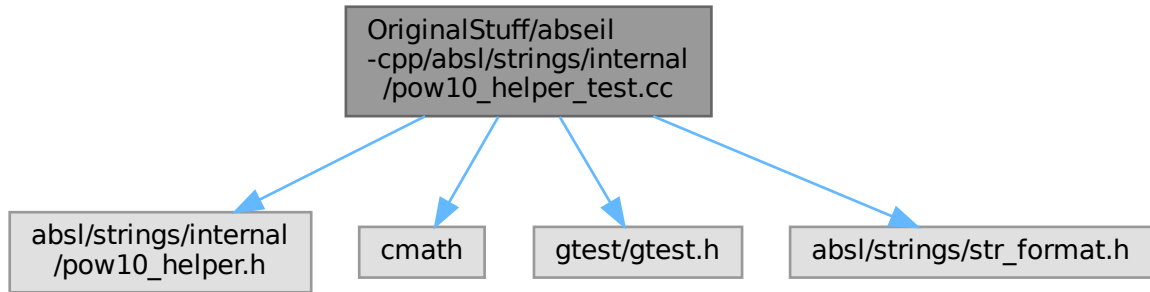 OriginalStuff/abseil
-cpp/absl/strings/internal
/pow10_helper_test.cc
absl/strings/internal
/pow10_helper.h
cmath
gtest/gtest.h
absl/strings/str_format.h